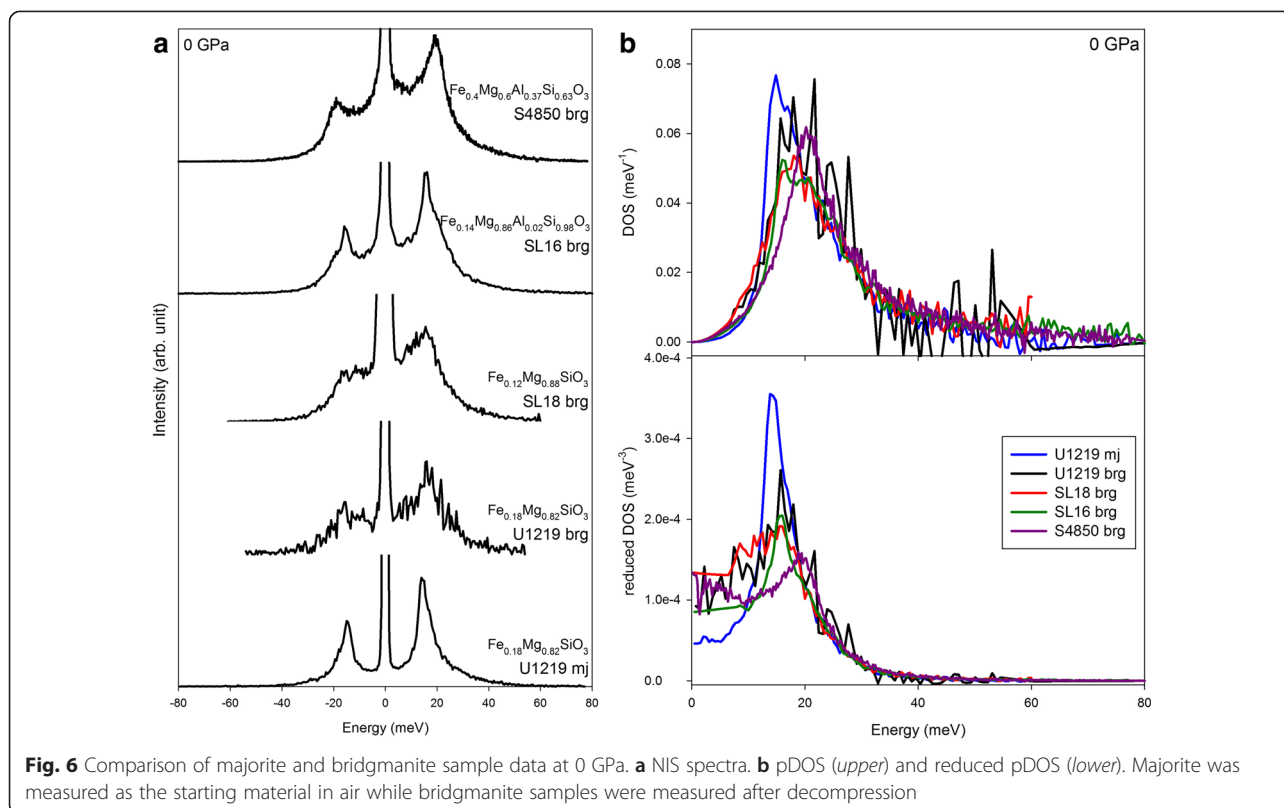 a
0 GPa
Fe0.4Mg0.6Al0.37Si0.63O3
S4850 brg
Fe0.14Mg0.86Al0.02Si0.98O3
SL16 brg
Fe0.12Mg0.88SiO3
SL18 brg
Fe0.18Mg0.82SiO3
U1219 brg
Fe0.18Mg0.82SiO3
U1219 mj
Intensity (arb. unit)
-80 -60 -40 -20 0 20 40 60 80
Energy (meV)
b
0 GPa
0.08
0.06
0.04
0.02
0.00
DOS (meV-1)
4.0e-4
3.0e-4
2.0e-4
1.0e-4
0.0
reduced DOS (meV-3)
U1219 mj
U1219 brg
SL18 brg
SL16 brg
S4850 brg
0 20 40 60 80
Energy (meV)
Fig. 6 Comparison of majorite and bridgmanite sample data at 0 GPa. a NIS spectra. b pDOS (upper) and reduced pDOS (lower). Majorite was
measured as the starting material in air while bridgmanite samples were measured after decompression